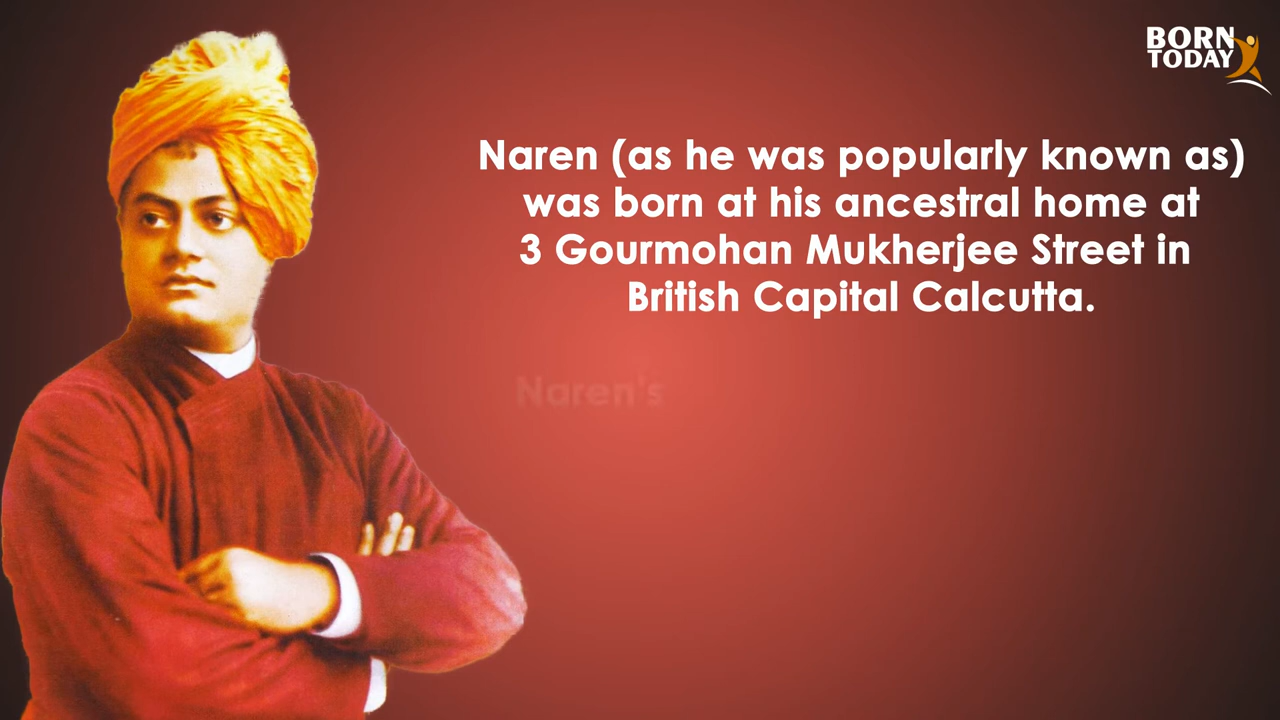 BORN
TODAY
Naren (as he was popularly known as)
was born at his ancestral home at
3 Gourmohan Mukherjee Street in
British Capital Calcutta.
Naren's